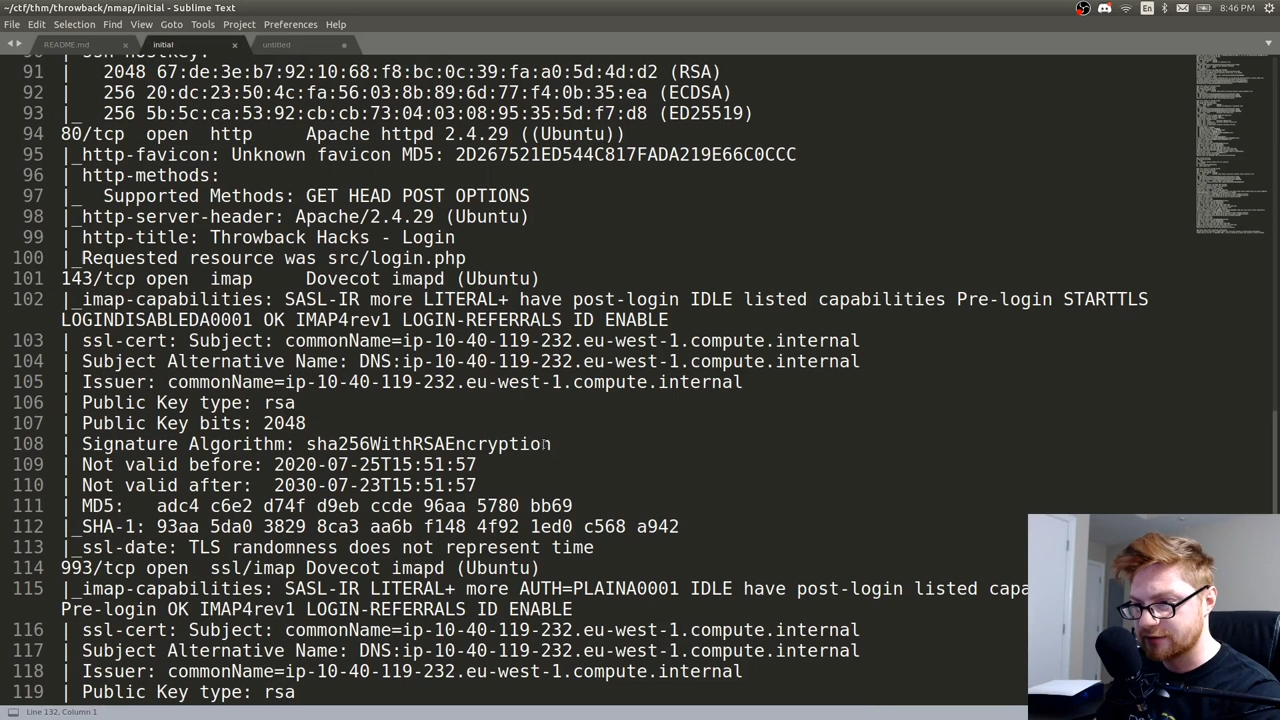 ~/ctf/thm/throwback/nmap/initial - Sublime Text
En
8:46 PM
File Edit Selection Find View Goto Tools Project Preferences Help
README.md
initial
untitled
91 |   2048 67:de:3e:b7:92:10:68:f8:bc:0c:39:fa:a0:5d:4d:d2 (RSA)
92 |   256 20:dc:23:50:4c:fa:56:03:8b:89:6d:77:f4:0b:35:ea (ECDSA)
93 |_  256 5b:5c:ca:53:92:cb:cb:73:04:03:08:95:5d:5d:f7:d8 (ED25519)
94 80/tcp  open  http     Apache httpd 2.4.29 ((Ubuntu))
95 |_http-favicon: Unknown favicon MD5: 2D267521ED544C817FADA219E66C0CCC
96 | http-methods:
97 |_  Supported Methods: GET HEAD POST OPTIONS
98 |_http-server-header: Apache/2.4.29 (Ubuntu)
99 | http-title: Throwback Hacks - Login
100 |_Requested resource was src/login.php
101 143/tcp open  imap     Dovecot imapd (Ubuntu)
102 |_imap-capabilities: SASL-IR more LITERAL+ have post-login IDLE listed capabilities Pre-login STARTTLS
LOGINDISABLEDA0001 OK IMAP4rev1 LOGIN-REFERRALS ID ENABLE
103 | ssl-cert: Subject: commonName=ip-10-40-119-232.eu-west-1.compute.internal
104 | Subject Alternative Name: DNS:ip-10-40-119-232.eu-west-1.compute.internal
105 | Issuer: commonName=ip-10-40-119-232.eu-west-1.compute.internal
106 | Public Key type: rsa
107 | Public Key bits: 2048
108 | Signature Algorithm: sha256WithRSAEncryption
109 | Not valid before: 2020-07-25T15:51:57
110 | Not valid after:  2030-07-23T15:51:57
111 | MD5:   adc4 c6e2 d74f d9eb ccde 96aa 5780 bb69
112 |_SHA-1: 93aa 5da0 3829 8ca3 aa6b f148 4f92 1ed0 c568 a942
113 |_ssl-date: TLS randomness does not represent time
114 993/tcp open  ssl/imap Dovecot imapd (Ubuntu)
115 |_imap-capabilities: SASL-IR LITERAL+ more AUTH=PLAINA0001 IDLE have post-login listed
Pre-login OK IMAP4rev1 LOGIN-REFERRALS ID ENABLE
116 | ssl-cert: Subject: commonName=ip-10-40-119-232.eu-west-1.compute.internal
117 | Subject Alternative Name: DNS:ip-10-40-119-232.eu-west-1.compute.internal
118 | Issuer: commonName=ip-10-40-119-232.eu-west-1.compute.internal
119 | Public Key type: rsa
Line 132, Column 1